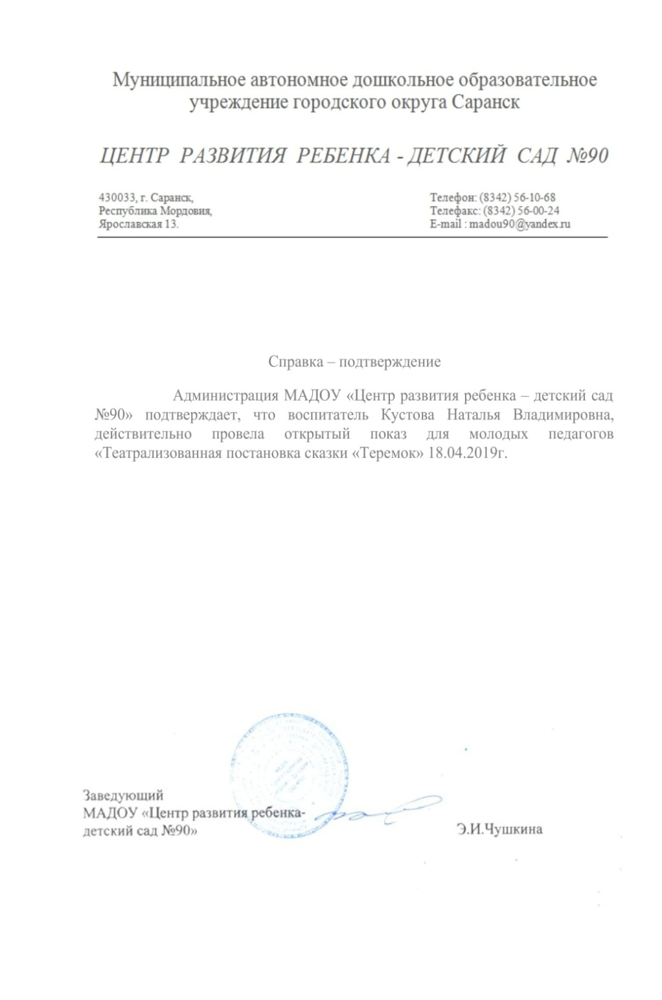 Муниципальное автономное дошкольное образовательное
учреждение городского округа Саранск
ЦЕНТР РАЗВИТИЯ РЕБЕНКА - ДЕТСКИЙ САД №90
430033, г. Саранск,
Республика Мордовия,
Ярославская 13.
Телефон: (8342) 56-10-68
Телефакс: (8342) 56-00-24
E-mail : madou90@yandex.ru
Справка – подтверждение
Администрация МАДОУ «Центр развития ребенка – детский сад
№90» подтверждает, что воспитатель Кустова Наталья Владимировна,
действительно провела открытый показ для молодых педагогов
«Театрализованная постановка сказки «Теремок» 18.04.2019г.
Заведующий
МАДОУ «Центр развития ребенка-
детский сад №90»
Э.И.Чушкина